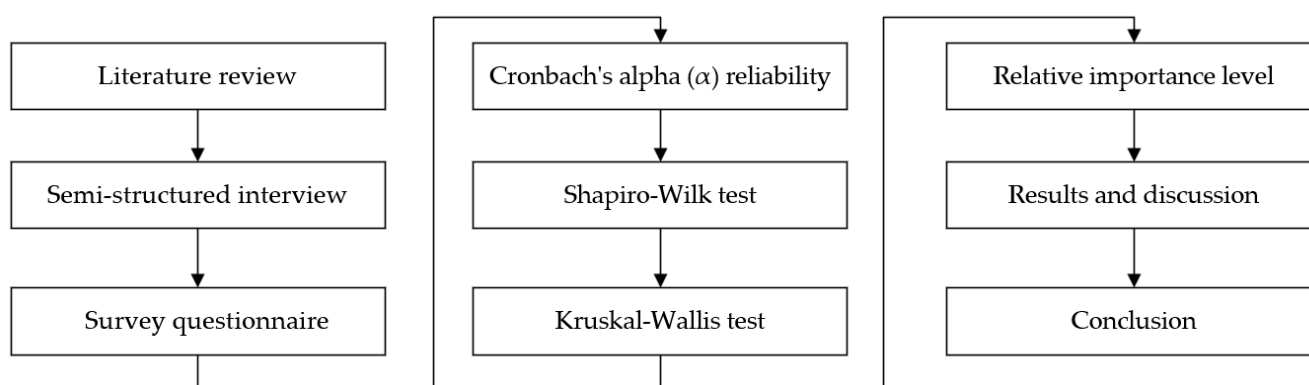 Literature review
Semi-structured interview
Survey questionnaire
Cronbach's alpha (α) reliability
Shapiro-Wilk test
Kruskal-Wallis test
Relative importance level
Results and discussion
Conclusion